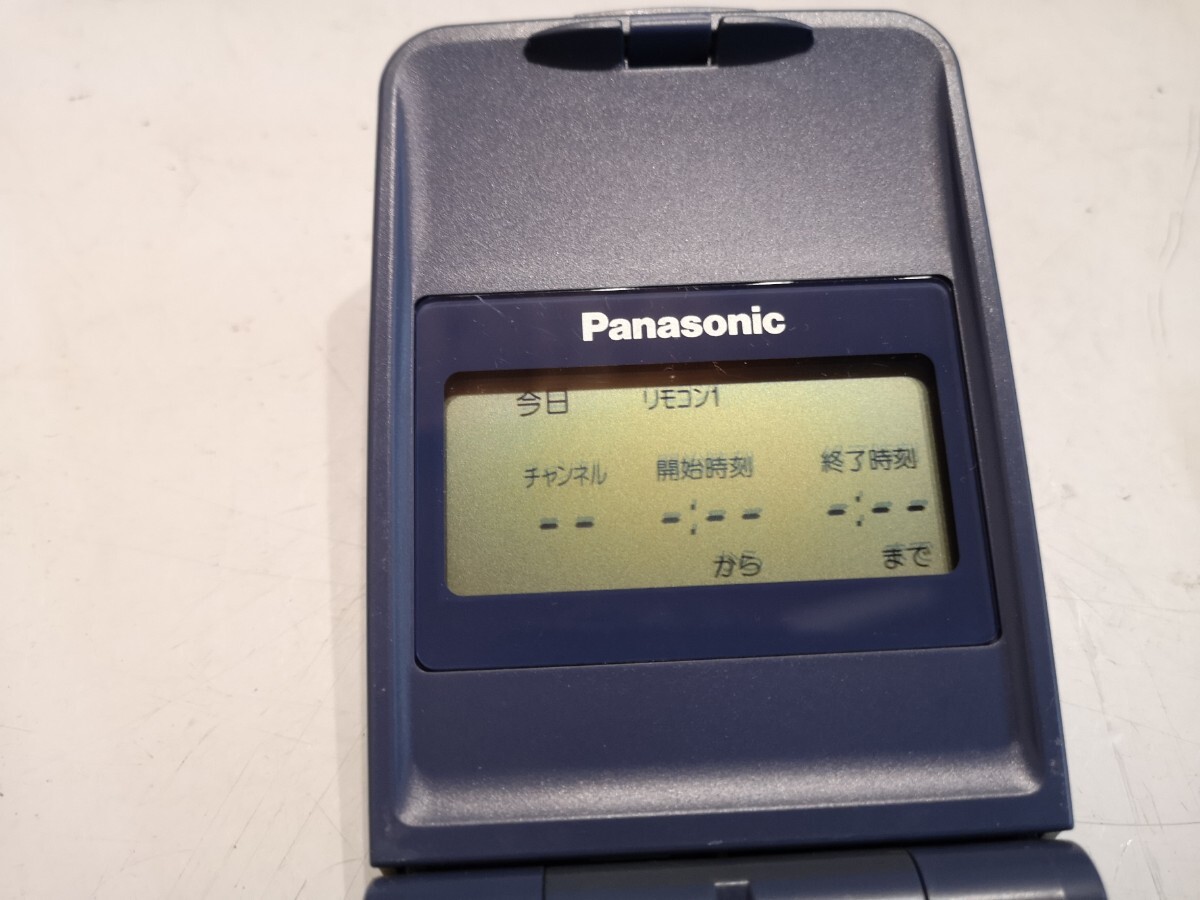 Panasonic
今日 リモコン1
チャンネル 開始時刻 終了時刻
-- -:-- -:--
から まで